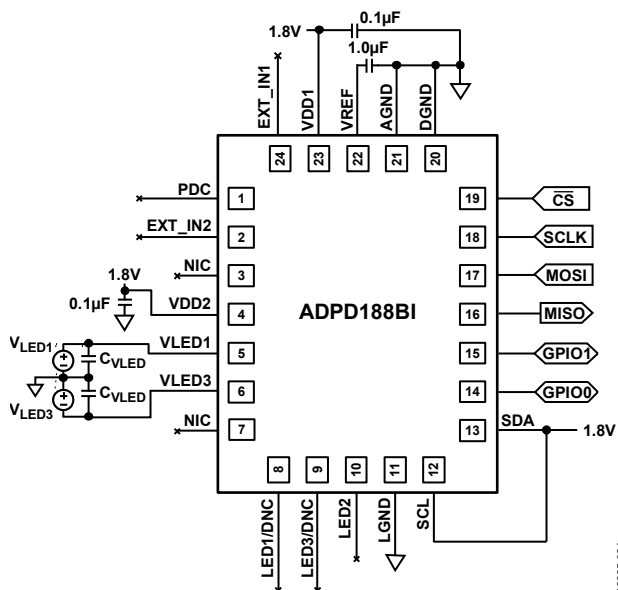 0.1µF
1.8V
1.0µF
EXT_IN1
VDD1
VREF
AGND
DGND
24
23
22
21
20
PDC
1
19
CS
EXT_IN2
2
18
SCLK
NIC
3
17
MOSI
1.8V
0.1µF
VDD2
4
ADPD188BI
16
MISO
VLED1
VLED1
5
15
GPIO1
CVLED
CVLED
VLED3
VLED3
6
14
GPIO0
NIC
7
13
SDA
1.8V
8
9
10
11
12
LED1/DNC
LED3/DNC
LED2
LGND
SCL